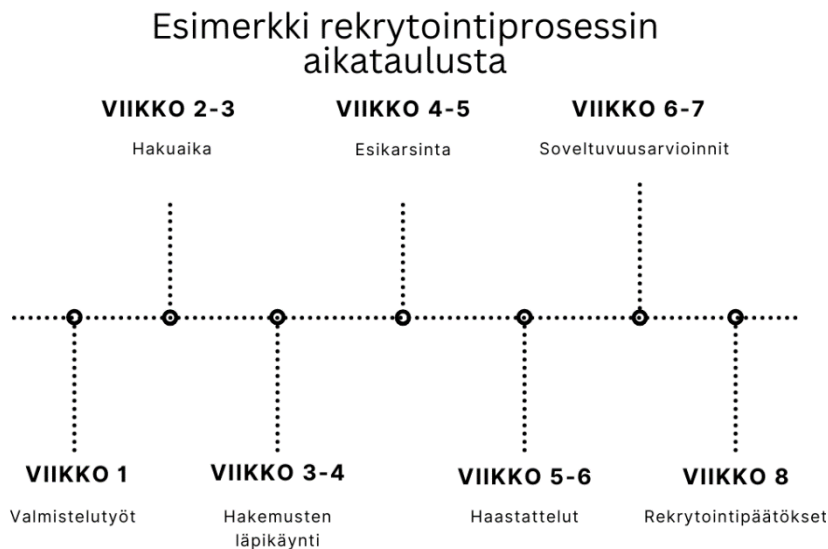 Esimerkki rekrytointiprosessin
aikataulusta
VIIKKO 2-3
Hakuaika
VIIKKO 4-5
Esikarsinta
VIIKKO 6-7
Soveltuvuusarvioinnit
VIIKKO 1
Valmistelutyöt
VIIKKO 3-4
Hakemusten
läpikäynti
VIIKKO 5-6
Haastattelut
VIIKKO 8
Rekrytointipäätökset